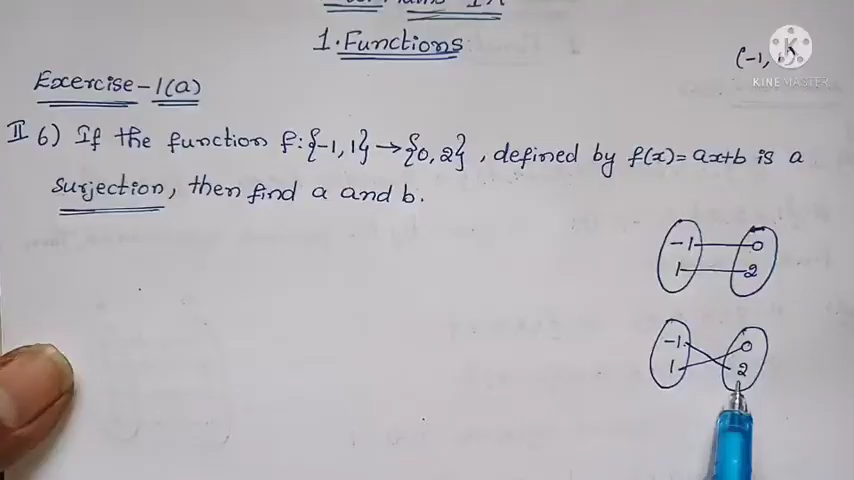 1. Functions
(-1,
K
KINEMASTER
Excercise-1(a)
II 6) If the function f:{-1, 1} → {0, 2}, defined by f(x)= ax+b is a
surjection, then find a and b.
-1 0
1 2
-1 0
1 2